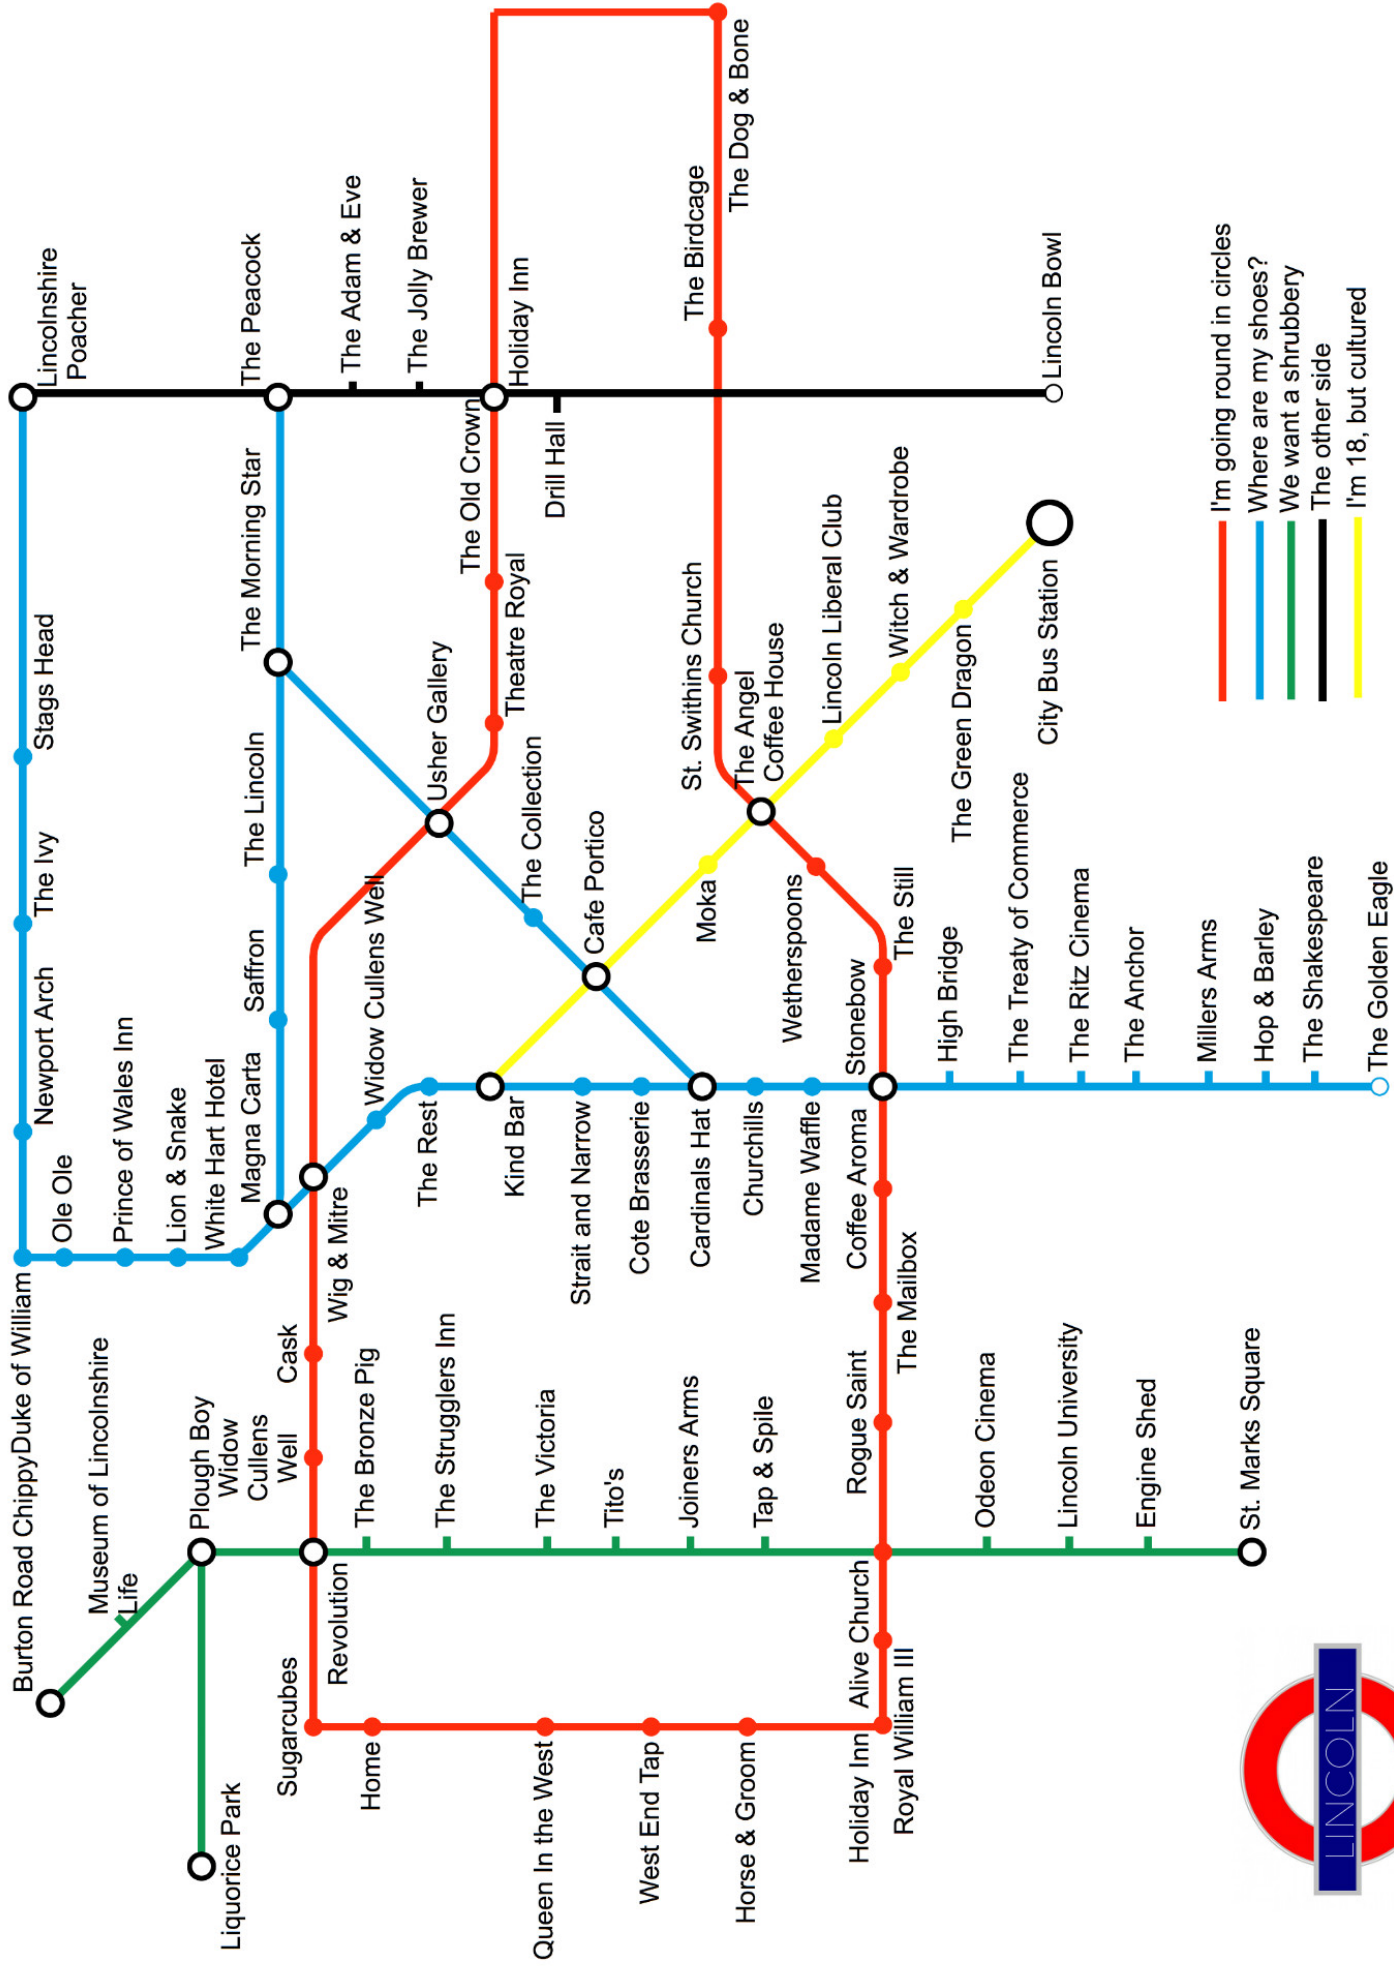 Burton Road Chippy
Duke of William
Newport Arch
The Ivy
Stags Head
Lincolnshire
Poacher
Ole Ole
Museum of Lincolnshire
Life
Prince of Wales Inn
Lion & Snake
Plough Boy
White Hart Hotel
Liquorice Park
Widow
Cullens
Well
Magna Carta
Saffron
The Lincoln
The Morning Star
The Peacock
Sugarcubes
Cask
Revolution
Wig & Mitre
The Adam & Eve
Home
The Bronze Pig
Widow Cullens Well
The Jolly Brewer
The Rest
Usher Gallery
The Strugglers Inn
The Old Crown
Holiday Inn
Kind Bar
Theatre Royal
The Collection
Drill Hall
Queen In the West
The Victoria
Strait and Narrow
Cafe Portico
Tito's
Cote Brasserie
West End Tap
Joiners Arms
Cardinals Hat
Moka
St. Swithins Church
The Birdcage
The Dog & Bone
Horse & Groom
Tap & Spile
Churchills
The Angel
Coffee House
Wetherspoons
Madame Waffle
Lincoln Liberal Club
Holiday Inn
Alive Church
Rogue Saint
Coffee Aroma
Stonebow
Royal William III
The Mailbox
The Still
Witch & Wardrobe
High Bridge
The Green Dragon
Odeon Cinema
The Treaty of Commerce
City Bus Station
Lincoln Bowl
Lincoln University
The Ritz Cinema
The Anchor
Engine Shed
Millers Arms
St. Marks Square
Hop & Barley
The Shakespeare
The Golden Eagle
I'm going round in circles
Where are my shoes?
We want a shrubbery
The other side
I'm 18, but cultured
LINCOLN